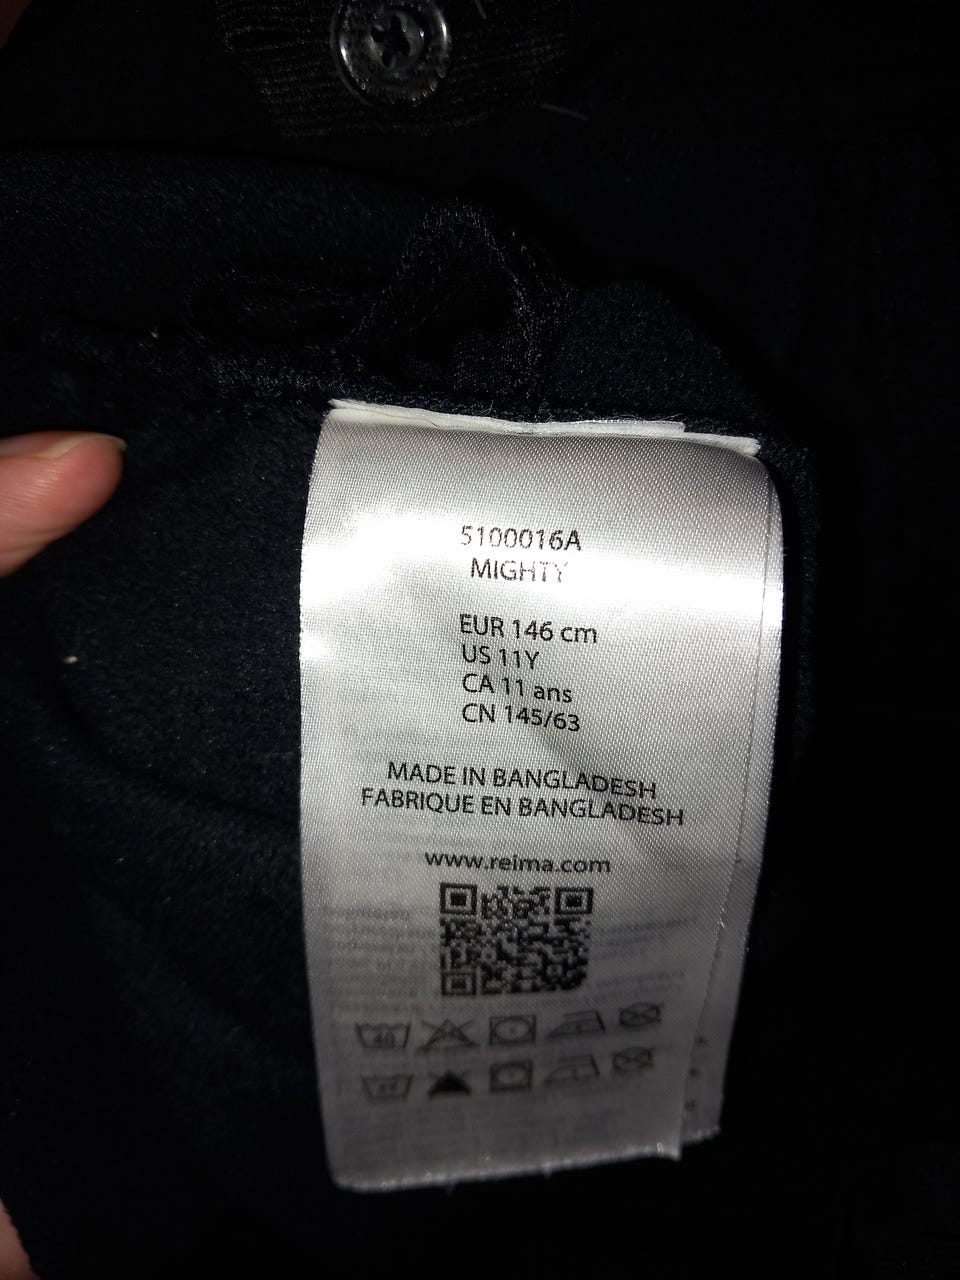 5100016A
MIGHTY
EUR 146 cm
US 11Y
CA 11 ans
CN 145/63
MADE IN BANGLADESH
FABRIQUE EN BANGLADESH
www.reima.com
40